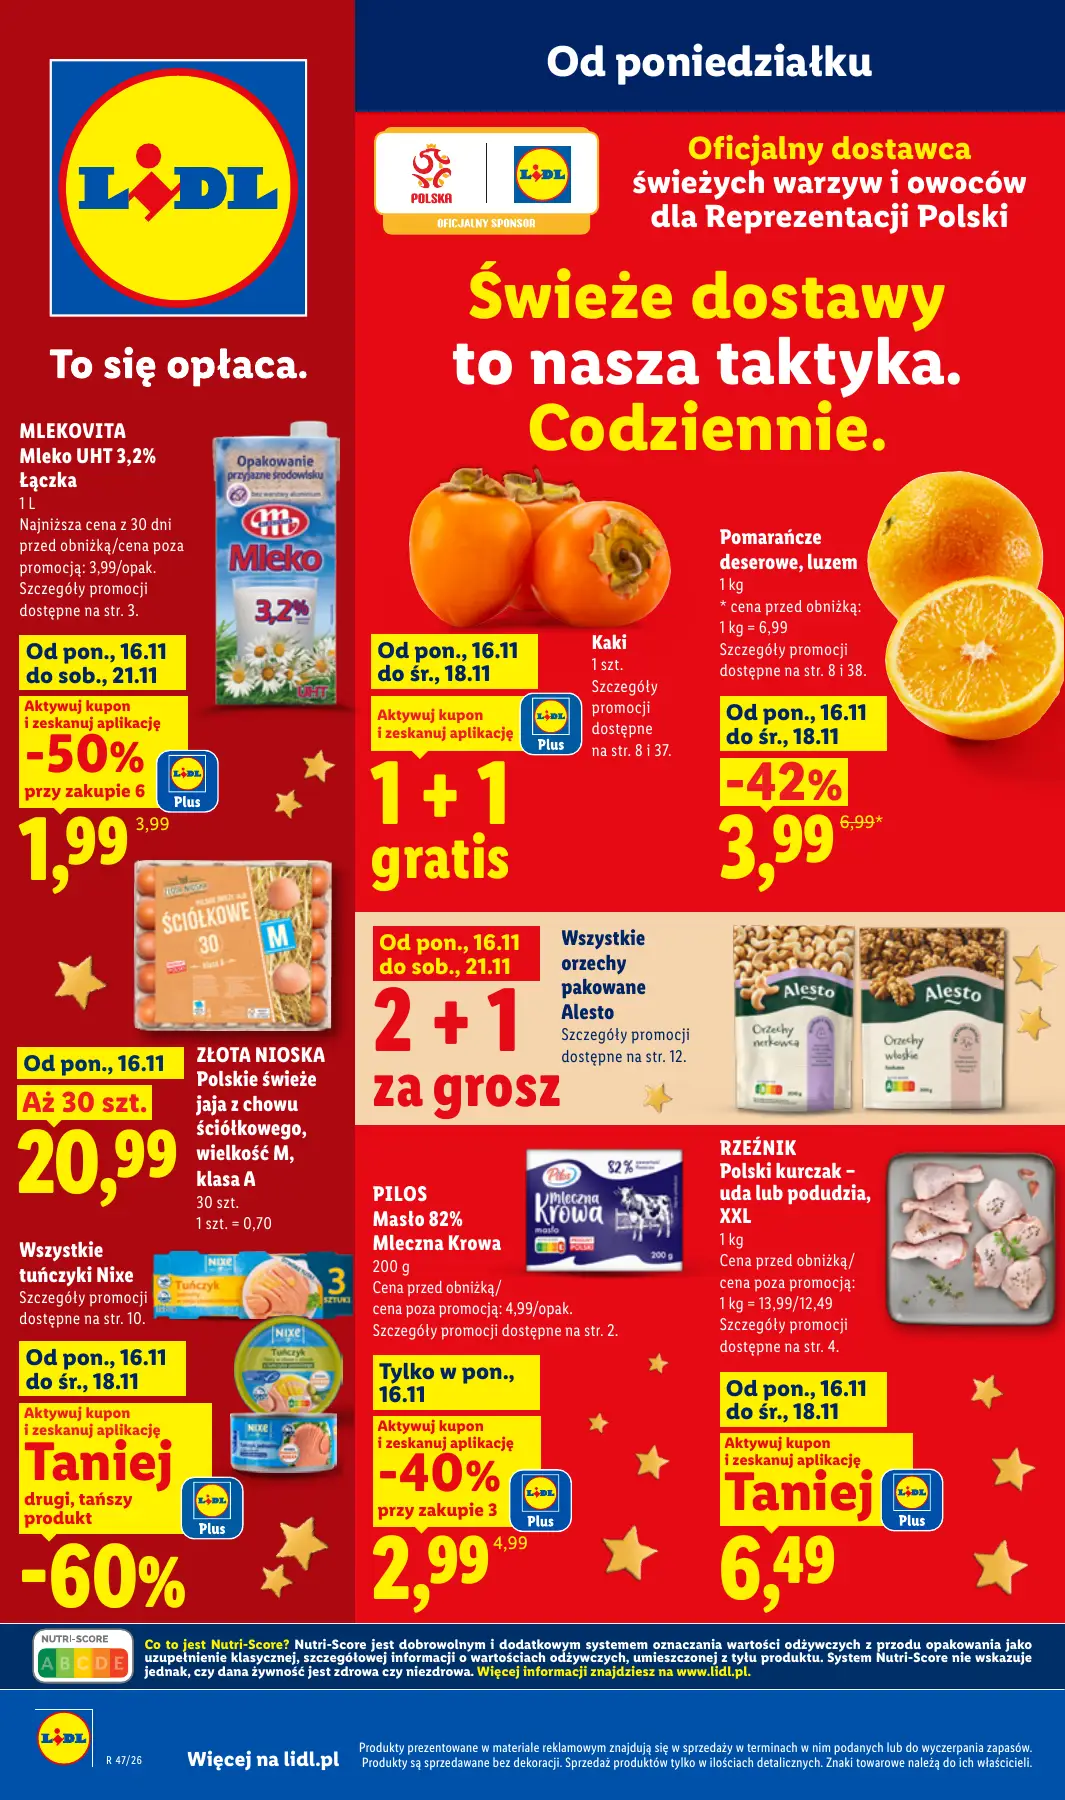 LIDL
To się opłaca.
MLEKOVITA
Mleko UHT 3,2%
Łączka
1 L
Najniższa cena z 30 dni
przed obniżką/cena poza
promocją: 3,99/opak.
Szczegóły promocji
dostępne na str. 3.
Opakowanie
przyjazne środowisku
bez warstwy aluminium
Mleko
3,2%
UHT
Od pon., 16.11
do sob., 21.11
Aktywuj kupon
i zeskanuj aplikację
-50%
przy zakupie 6
LIDL
Plus
3,99
1,99
ŚCIÓŁKOWE
30
klasa A
M
Od pon., 16.11
Aż 30 szt.
20,99
ZŁOTA NIOSKA
Polskie świeże
jaja z chowu
ściółkowego,
wielkość M,
klasa A
30 szt.
1 szt. = 0,70
Wszystkie
tuńczyki Nixe
Szczegóły promocji
dostępne na str. 10.
NIXE
Tuńczyk
3
SZTUKI
NIXE
Tuńczyk
NIXE
Od pon., 16.11
do śr., 18.11
Aktywuj kupon
i zeskanuj aplikację
Taniej
drugi, tańszy
produkt
LIDL
Plus
-60%
Od poniedziałku
POLSKA
LIDL
OFICJALNY SPONSOR
Oficjalny dostawca
świeżych warzyw i owoców
dla Reprezentacji Polski
Świeże dostawy
to nasza taktyka.
Codziennie.
Od pon., 16.11
do śr., 18.11
Aktywuj kupon
i zeskanuj aplikację
LIDL
Plus
1 + 1
gratis
Kaki
1 szt.
Szczegóły
promocji
dostępne
na str. 8 i 37.
Pomarańcze
deserowe, luzem
1 kg
* cena przed obniżką:
1 kg = 6,99
Szczegóły promocji
dostępne na str. 8 i 38.
Od pon., 16.11
do śr., 18.11
-42%
6,99*
3,99
Od pon., 16.11
do sob., 21.11
2 + 1
za grosz
Wszystkie
orzechy
pakowane
Alesto
Szczegóły promocji
dostępne na str. 12.
Alesto
Orzechy
nerkowca
Alesto
Orzechy
włoskie
PILOS
Masło 82%
Mleczna Krowa
200 g
Cena przed obniżką/
cena poza promocją: 4,99/opak.
Szczegóły promocji dostępne na str. 2.
Pilos
82%
Mleczna
Krowa
masło
200 g
Tylko w pon.,
16.11
Aktywuj kupon
i zeskanuj aplikację
-40%
przy zakupie 3
LIDL
Plus
4,99
2,99
RZEŹNIK
Polski kurczak –
uda lub podudzia,
XXL
1 kg
Cena przed obniżką/
cena poza promocją:
1 kg = 13,99/12,49
Szczegóły promocji
dostępne na str. 4.
Od pon., 16.11
do śr., 18.11
Aktywuj kupon
i zeskanuj aplikację
Taniej
LIDL
Plus
6,49
NUTRI-SCORE
A B C D E
Co to jest Nutri-Score? Nutri-Score jest dobrowolnym i dodatkowym systemem oznaczania wartości odżywczych z przodu opakowania jako
uzupełnienie klasycznej, szczegółowej informacji o wartościach odżywczych, umieszczonej z tyłu produktu. System Nutri-Score nie wskazuje
jednak, czy dana żywność jest zdrowa czy niezdrowa. Więcej informacji znajdziesz na www.lidl.pl.
LIDL
R 47/26
Więcej na lidl.pl
Produkty prezentowane w materiale reklamowym znajdują się w sprzedaży w terminach w nim podanych lub do wyczerpania zapasów.
Produkty są sprzedawane bez dekoracji. Sprzedaż produktów tylko w ilościach detalicznych. Znaki towarowe należą do ich właścicieli.